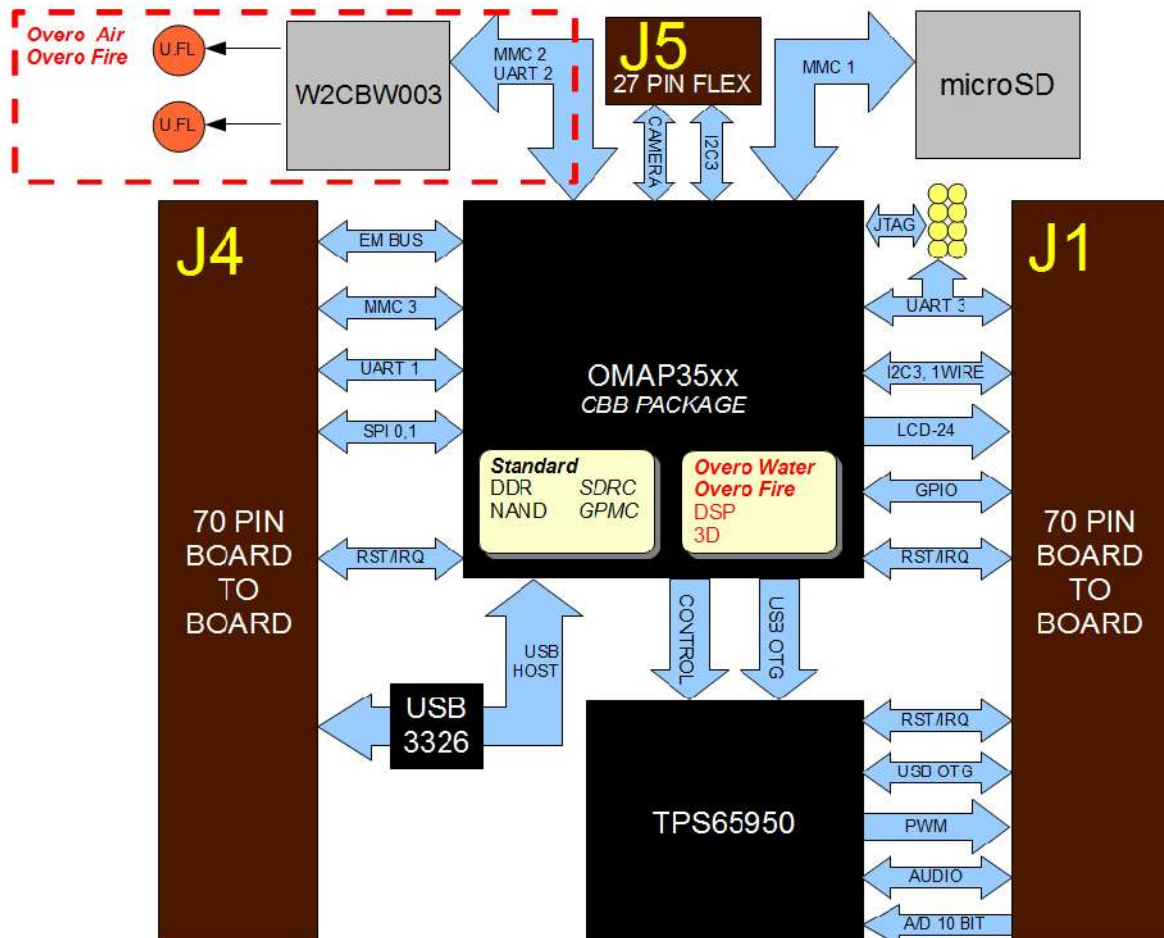 Overo Air
Overo Fire
U.FL
U.FL
W2CBW003
MMC 2
UART 2
J5
27 PIN FLEX
CAMERA
I2C3
MMC 1
microSD
J4
70 PIN
BOARD
TO
BOARD
EM BUS
MMC 3
UART 1
SPI 0,1
RST/IRQ
OMAP35xx
CBB PACKAGE
Standard
DDR SDRC
NAND GPMC
Overo Water
Overo Fire
DSP
3D
JTAG
UART 3
I2C3, 1WIRE
LCD-24
GPIO
RST/IRQ
J1
70 PIN
BOARD
TO
BOARD
USB
HOST
USB
3326
CONTROL
USB OTG
TPS65950
RST/IRQ
USD OTG
PWM
AUDIO
A/D 10 BIT